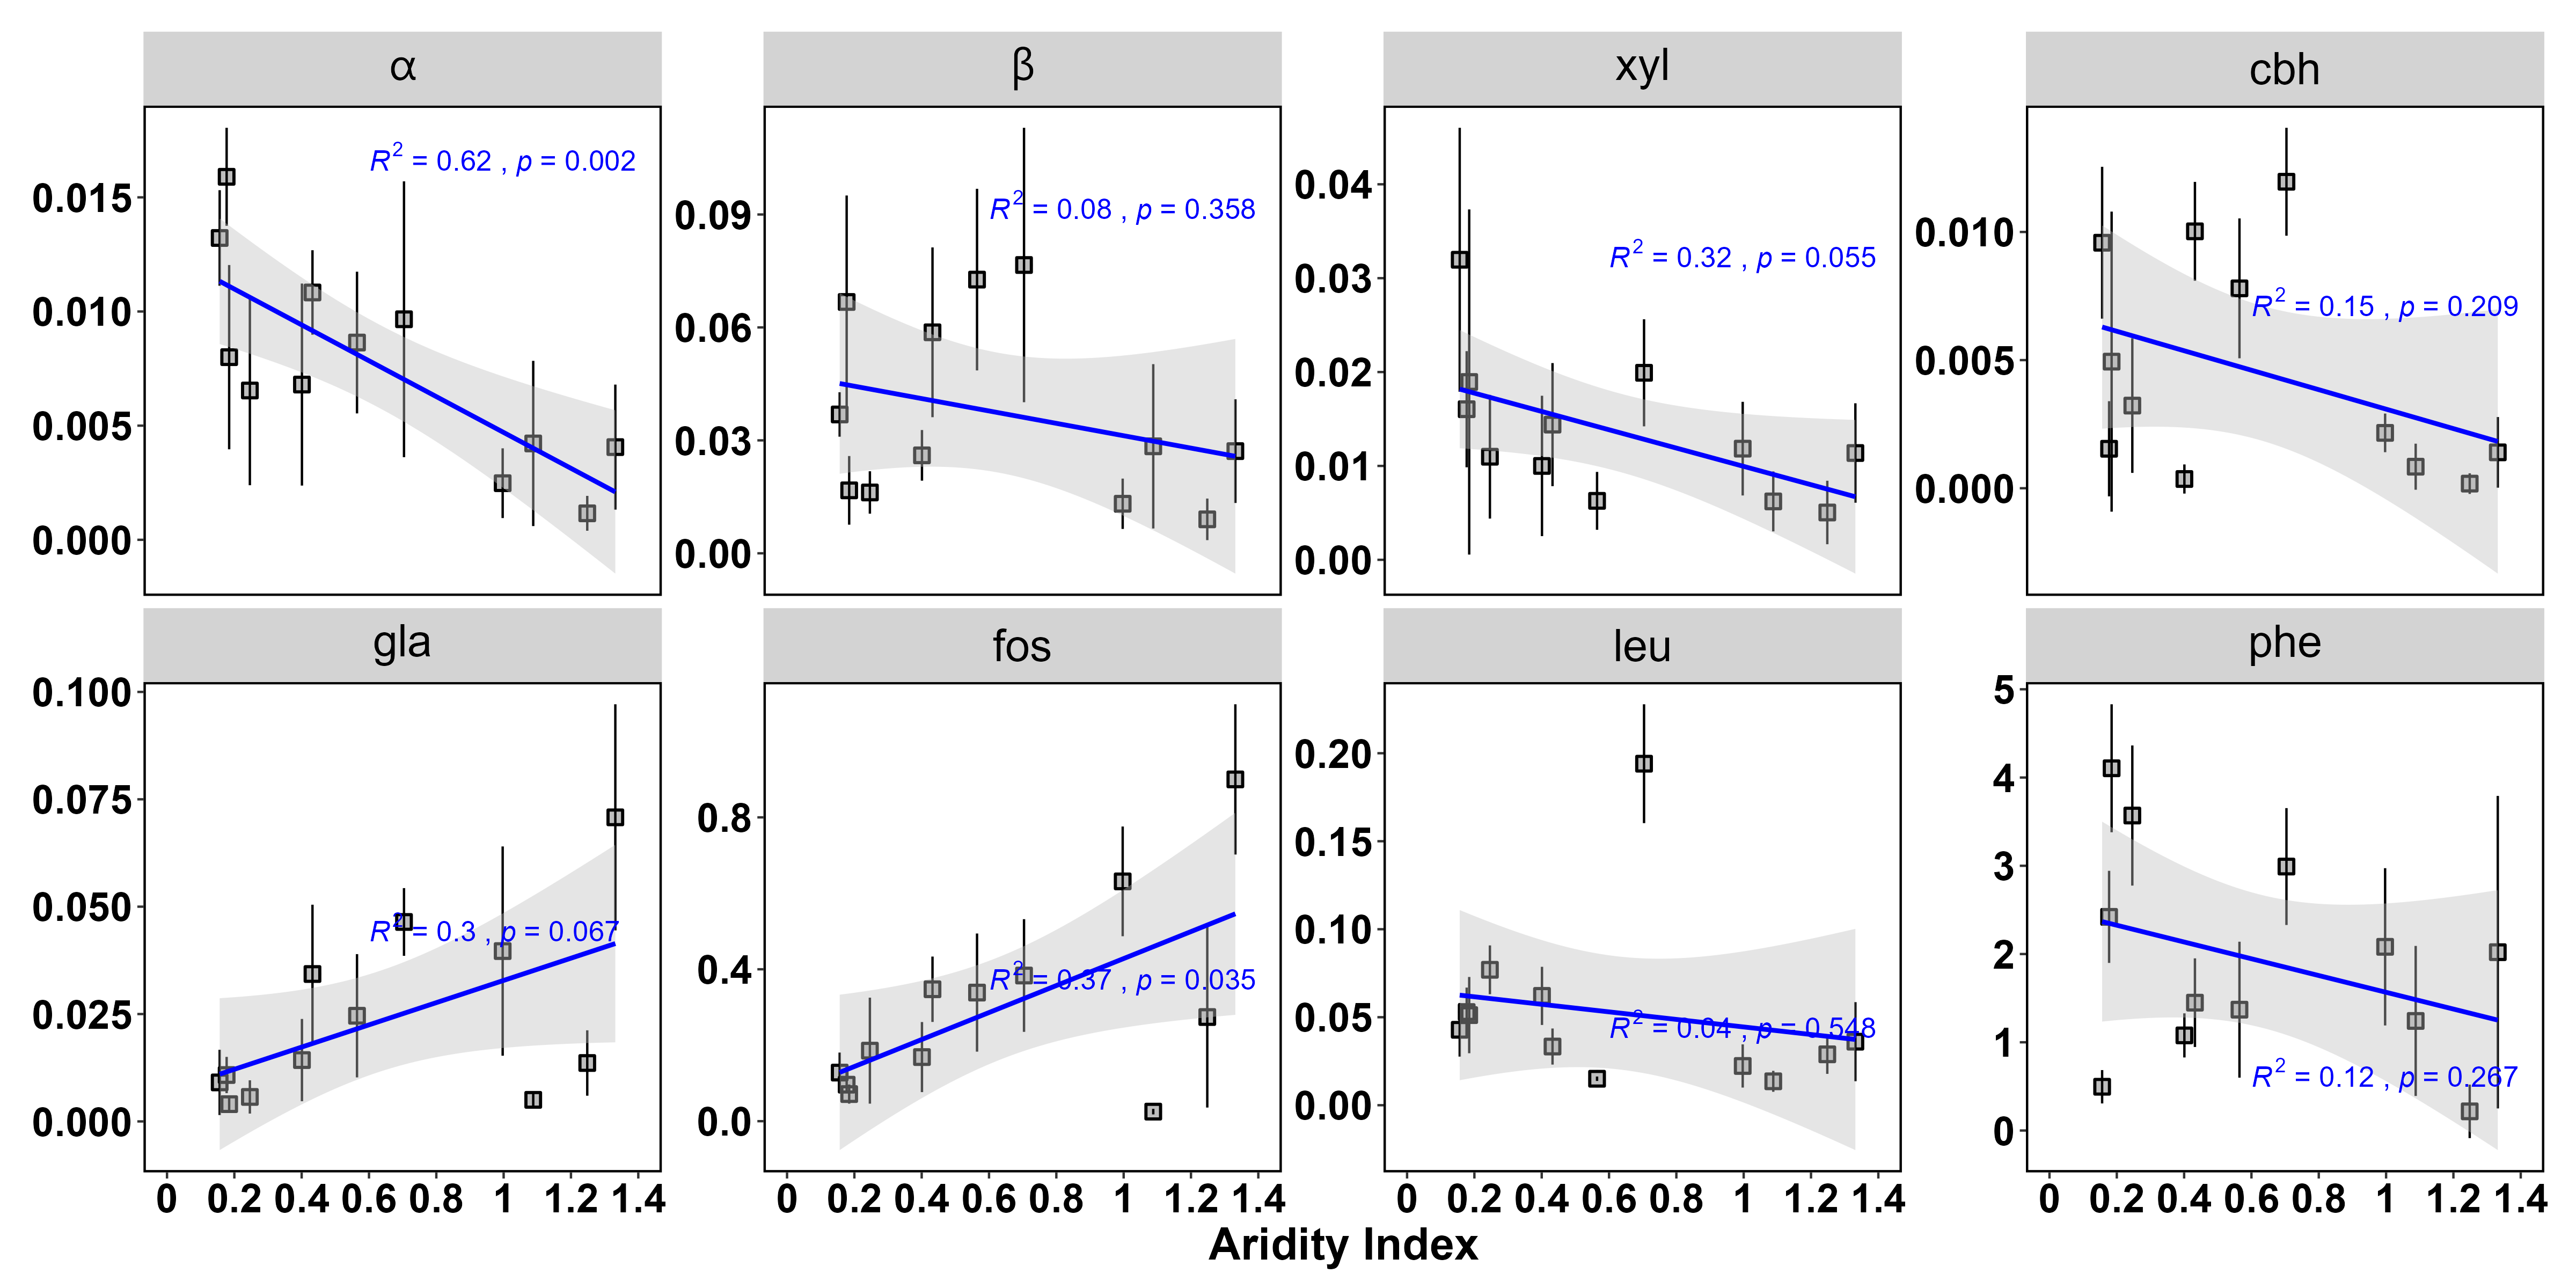 α β xyl cbh
0.015
0.010
0.005
0.000
R² = 0.62 , p = 0.002
0.09
0.06
0.03
0.00
R² = 0.08 , p = 0.358
0.04
0.03
0.02
0.01
0.00
R² = 0.32 , p = 0.055
0.010
0.005
0.000
R² = 0.15 , p = 0.209
gla fos leu phe
0.100
0.075
0.050
0.025
0.000
R² = 0.3 , p = 0.067
0.8
0.4
0.0
R² = 0.37 , p = 0.035
0.20
0.15
0.10
0.05
0.00
R² = 0.04 , p = 0.548
5
4
3
2
1
0
R² = 0.12 , p = 0.267
0 0.2 0.4 0.6 0.8 1 1.2 1.4
0 0.2 0.4 0.6 0.8 1 1.2 1.4
0 0.2 0.4 0.6 0.8 1 1.2 1.4
0 0.2 0.4 0.6 0.8 1 1.2 1.4
Aridity Index